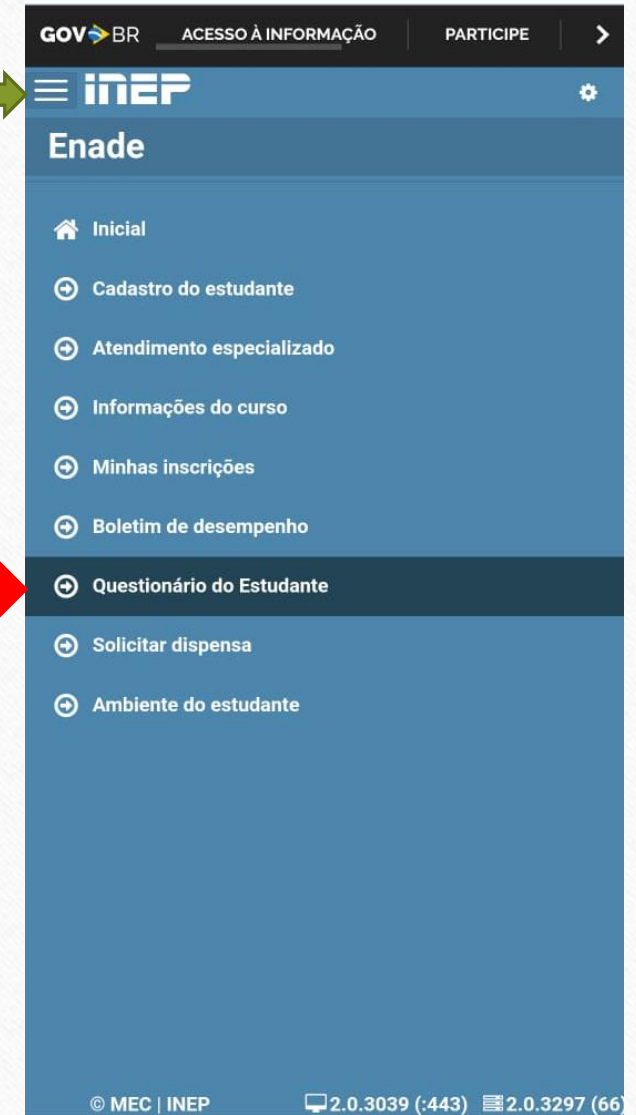 GOV BR ACESSO À INFORMAÇÃO PARTICIPE
inep
Enade
Inicial
Cadastro do estudante
Atendimento especializado
Informações do curso
Minhas inscrições
Boletim de desempenho
Questionário do Estudante
Solicitar dispensa
Ambiente do estudante
© MEC | INEP 2.0.3039 (:443) 2.0.3297 (66)